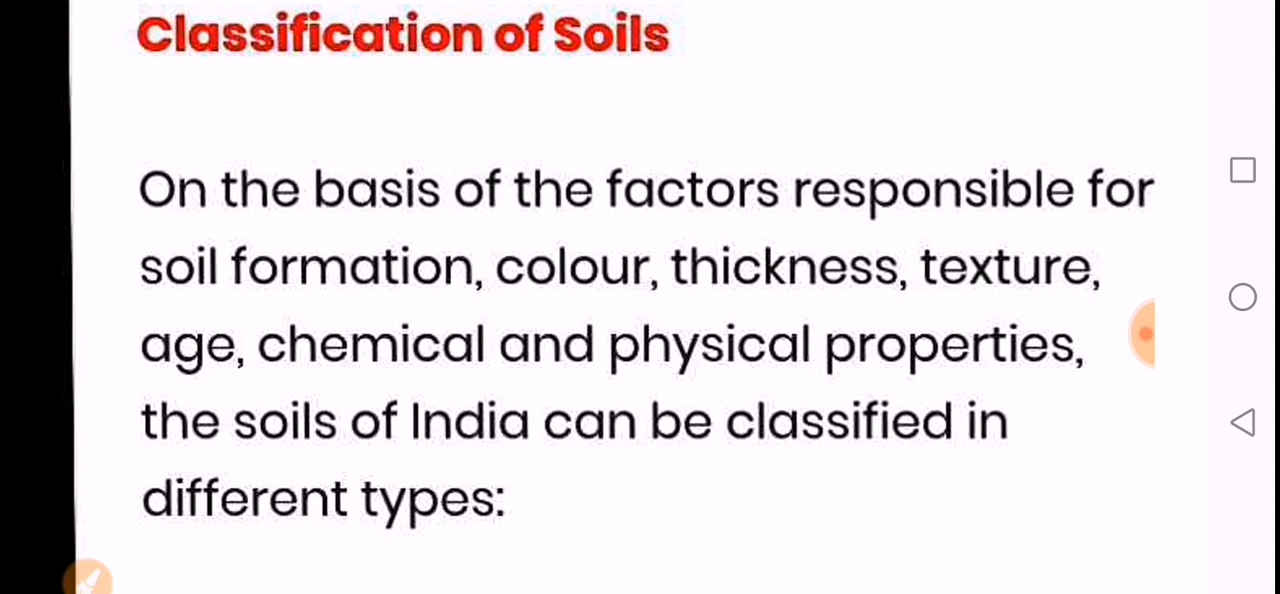 Classification of Soils
On the basis of the factors responsible for
soil formation, colour, thickness, texture,
age, chemical and physical properties,
the soils of India can be classified in
different types: